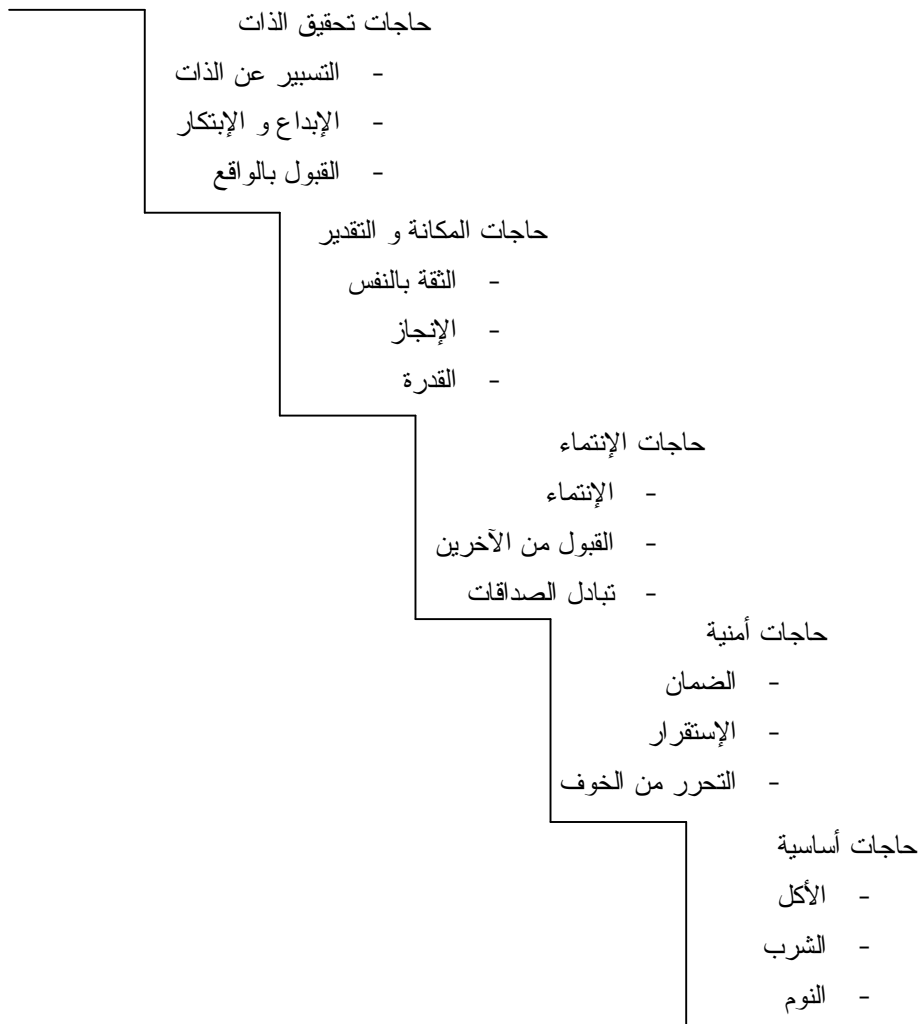 حاجات تحقيق الذات
- التسبير عن الذات
- الإبداع و الإبتكار
- القبول بالواقع
حاجات المكانة و التقدير
- الثقة بالنفس
- الإنجاز
- القدرة
حاجات الإنتماء
- الإنتماء
- القبول من الآخرين
- تبادل الصداقات
حاجات أمنية
- الضمان
- الإستقرار
- التحرر من الخوف
حاجات أساسية
- الأكل
- الشرب
- النوم